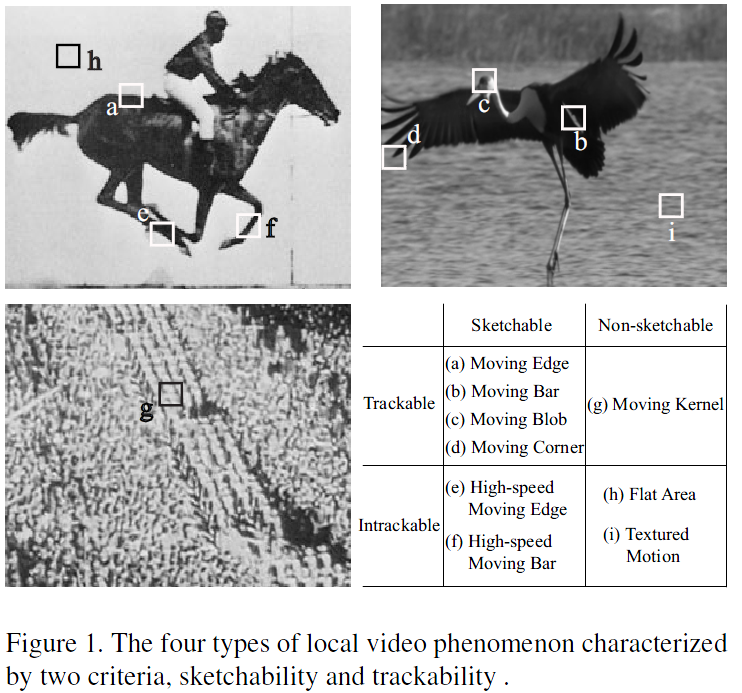 h
a
e
f
c
b
d
i
g
Sketchable Non-sketchable
Trackable
(a) Moving Edge
(b) Moving Bar
(c) Moving Blob
(d) Moving Corner
(g) Moving Kernel
Intrackable
(e) High-speed
Moving Edge
(f) High-speed
Moving Bar
(h) Flat Area
(i) Textured
Motion
Figure 1. The four types of local video phenomenon characterized
by two criteria, sketchability and trackability .